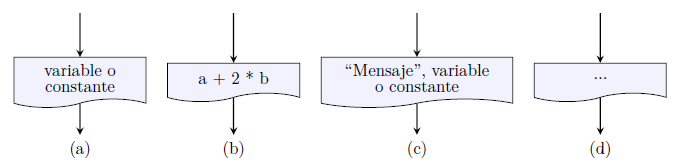 variable o
constante
a + 2 * b
“Mensaje”, variable
o constante
...
(a)
(b)
(c)
(d)